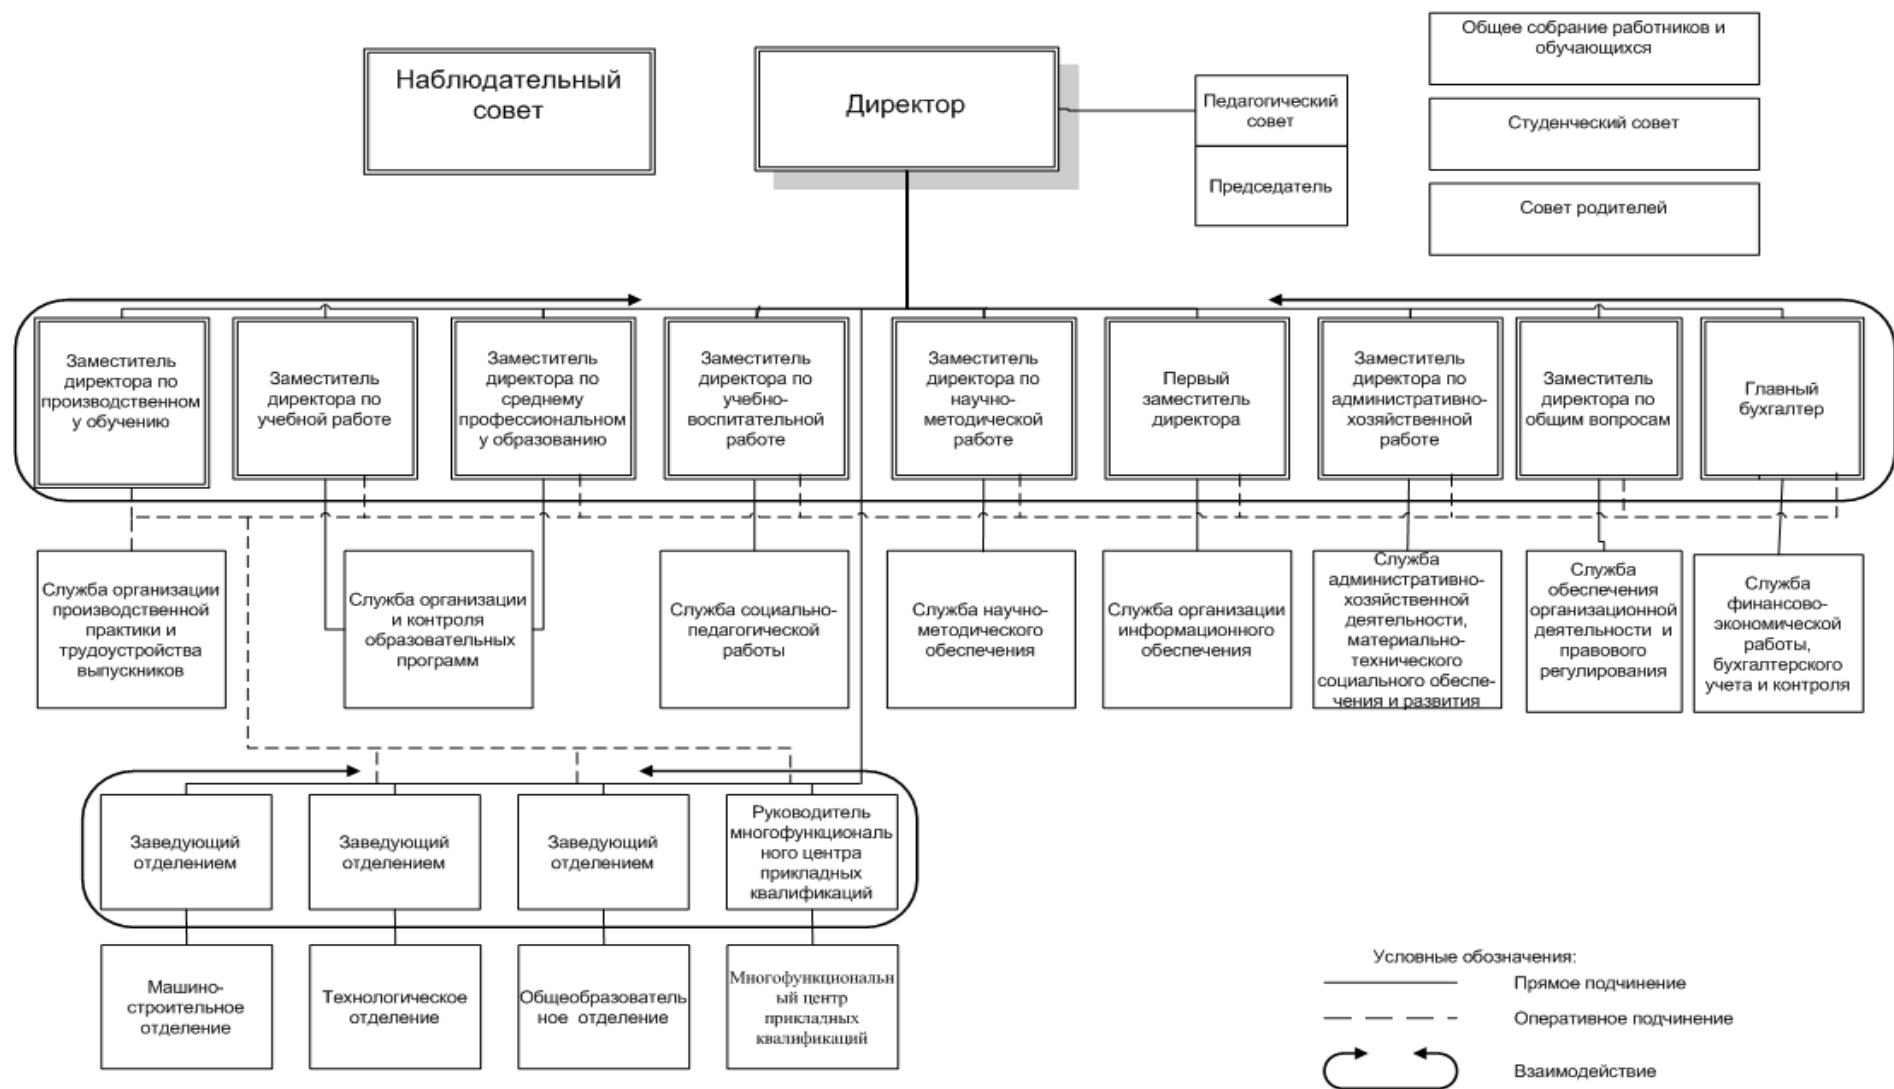 Наблюдательный
совет
Директор
Педагогический
совет
Председатель
Общее собрание работников и
обучающихся
Студенческий совет
Совет родителей
Заместитель
директора по
производственном
у обучению
Заместитель
директора по
учебной работе
Заместитель
директора по
среднему
профессиональном
у образованию
Заместитель
директора по
учебно-
воспитательной
работе
Заместитель
директора по
научно-
методической
работе
Первый
заместитель
директора
Заместитель
директора по
административно-
хозяйственной
работе
Заместитель
директора по
общим вопросам
Главный
бухгалтер
Служба организации
производственной
практики и
трудоустройства
выпускников
Служба организации
и контроля
образовательных
программ
Служба социально-
педагогической
работы
Служба научно-
методического
обеспечения
Служба организации
информационного
обеспечения
Служба
административно-
хозяйственной
деятельности,
материально-
технического
социального обеспе-
чения и развития
Служба
обеспечения
организационной
деятельности и
правового
регулирования
Служба
финансово-
экономической
работы,
бухгалтерского
учета и контроля
Заведующий
отделением
Заведующий
отделением
Заведующий
отделением
Руководитель
многофункциональ
ного центра
прикладных
квалификаций
Машино-
строительное
отделение
Технологическое
отделение
Общеобразователь
ное отделение
Многофункциональн
ый центр
прикладных
квалификаций
Условные обозначения:
Прямое подчинение
Оперативное подчинение
Взаимодействие